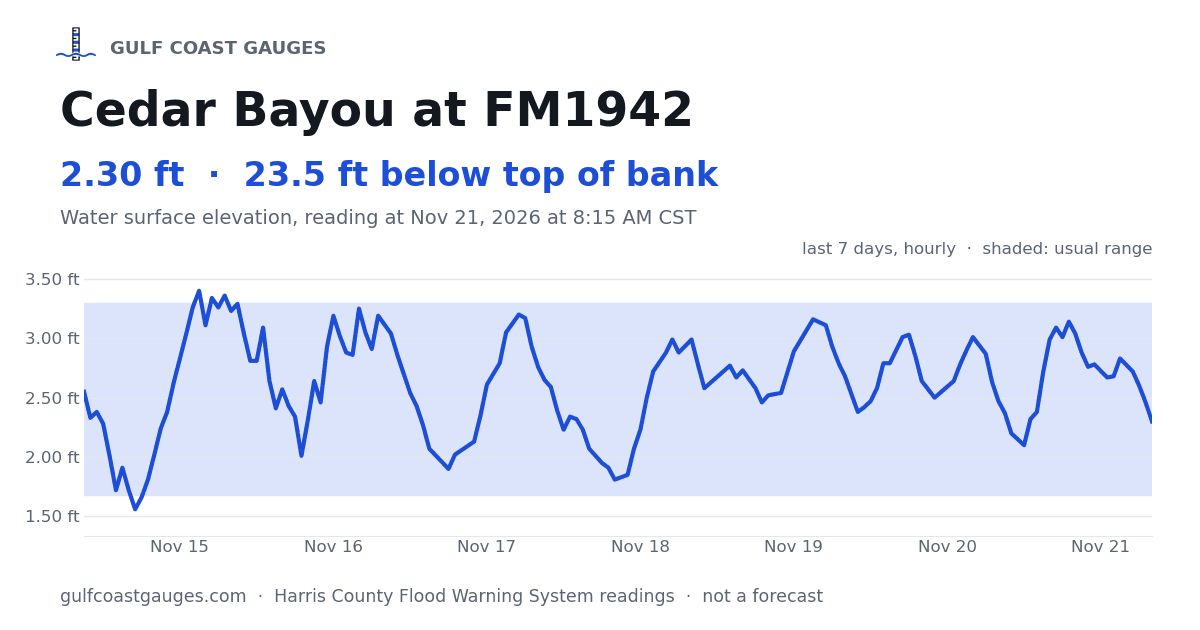 GULF COAST GAUGES
Cedar Bayou at FM1942
2.30 ft · 23.5 ft below top of bank
Water surface elevation, reading at Nov 21, 2026 at 8:15 AM CST
last 7 days, hourly · shaded: usual range
3.50 ft
3.00 ft
2.50 ft
2.00 ft
1.50 ft
Nov 15 Nov 16 Nov 17 Nov 18 Nov 19 Nov 20 Nov 21
gulfcoastgauges.com · Harris County Flood Warning System readings · not a forecast